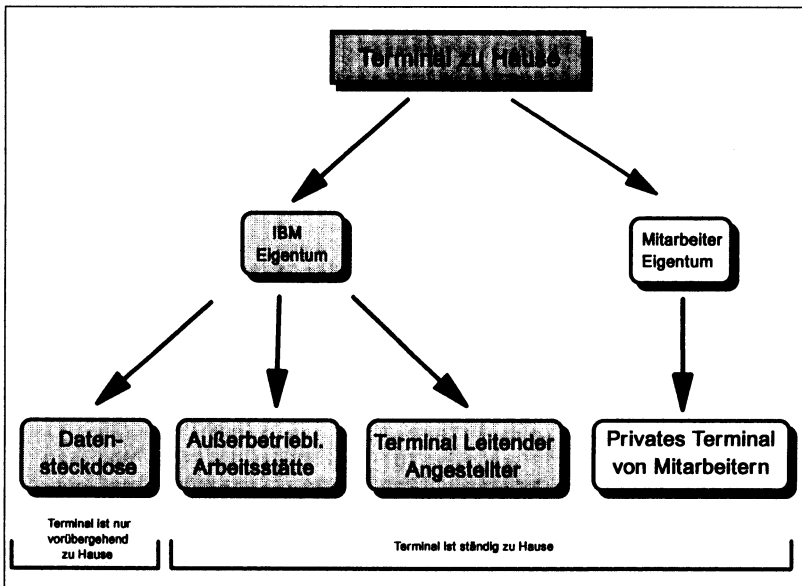 Terminal zu Hause
IBM
Eigentum
Mitarbeiter
Eigentum
Daten-
steckdose
Außerbetriebl.
Arbeitsstätte
Terminal Leitender
Angestellter
Privates Terminal
von Mitarbeitern
Terminal ist nur
vorübergehend
zu Hause
Terminal ist ständig zu Hause